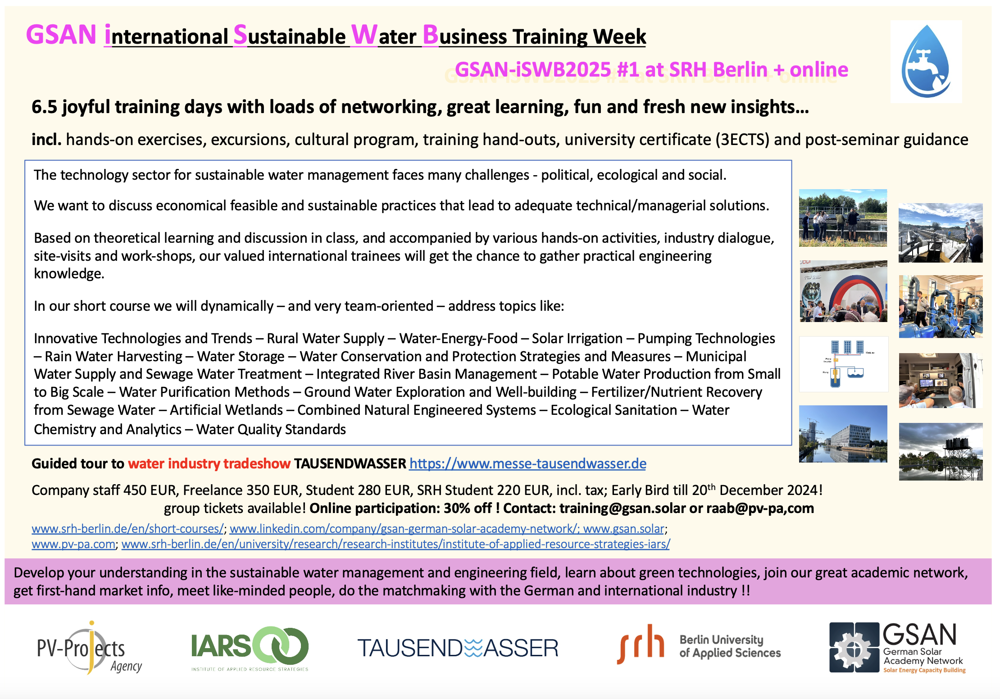 GSAN international Sustainable Water Business Training Week
GSAN-iSWB2025 #1 at SRH Berlin + online
6.5 joyful training days with loads of networking, great learning, fun and fresh new insights...
incl. hands-on exercises, excursions, cultural program, training hand-outs, university certificate (3ECTS) and post-seminar guidance
The technology sector for sustainable water management faces many challenges - political, ecological and social.
We want to discuss economical feasible and sustainable practices that lead to adequate technical/managerial solutions.
Based on theoretical learning and discussion in class, and accompanied by various hands-on activities, industry dialogue,
site-visits and work-shops, our valued international trainees will get the chance to gather practical engineering
knowledge.
In our short course we will dynamically – and very team-oriented – address topics like:
Innovative Technologies and Trends – Rural Water Supply – Water-Energy-Food – Solar Irrigation – Pumping Technologies
– Rain Water Harvesting – Water Storage – Water Conservation and Protection Strategies and Measures – Municipal
Water Supply and Sewage Water Treatment – Integrated River Basin Management – Potable Water Production from Small
to Big Scale – Water Purification Methods – Ground Water Exploration and Well-building – Fertilizer/Nutrient Recovery
from Sewage Water – Artificial Wetlands – Combined Natural Engineered Systems – Ecological Sanitation – Water
Chemistry and Analytics – Water Quality Standards
Modules
Pump
Inverter
Pump
Guided tour to water industry tradeshow TAUSENDWASSER https://www.messe-tausendwasser.de
Company staff 450 EUR, Freelance 350 EUR, Student 280 EUR, SRH Student 220 EUR, incl. tax; Early Bird till 20th December 2024!
group tickets available! Online participation: 30% off ! Contact: training@gsan.solar or raab@pv-pa,com
www.srh-berlin.de/en/short-courses/; www.linkedin.com/company/gsan-german-solar-academy-network/; www.gsan.solar;
www.pv-pa.com; www.srh-berlin.de/en/university/research/research-institutes/institute-of-applied-resource-strategies-iars/
Develop your understanding in the sustainable water management and engineering field, learn about green technologies, join our great academic network,
get first-hand market info, meet like-minded people, do the matchmaking with the German and international industry !!
PV-Projects
Agency
IARS
INSTITUTE OF APPLIED RESOURCE STRATEGIES
TAUSENDWASSER
srh
Berlin University
of Applied Sciences
GSAN
German Solar
Academy Network
Solar Energy Capacity Building